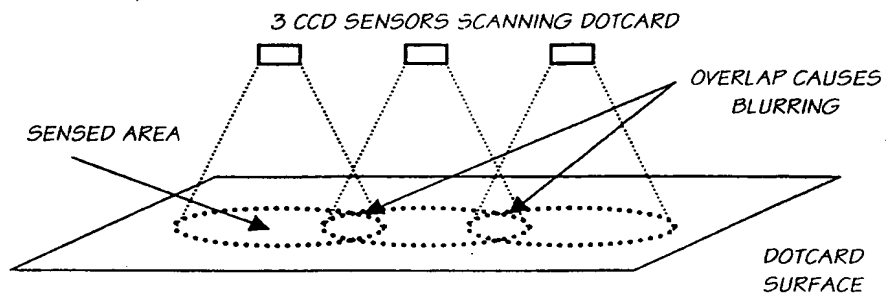 3 CCD SENSORS SCANNING DOTCARD
OVERLAP CAUSES
BLURRING
SENSED AREA
DOTCARD
SURFACE